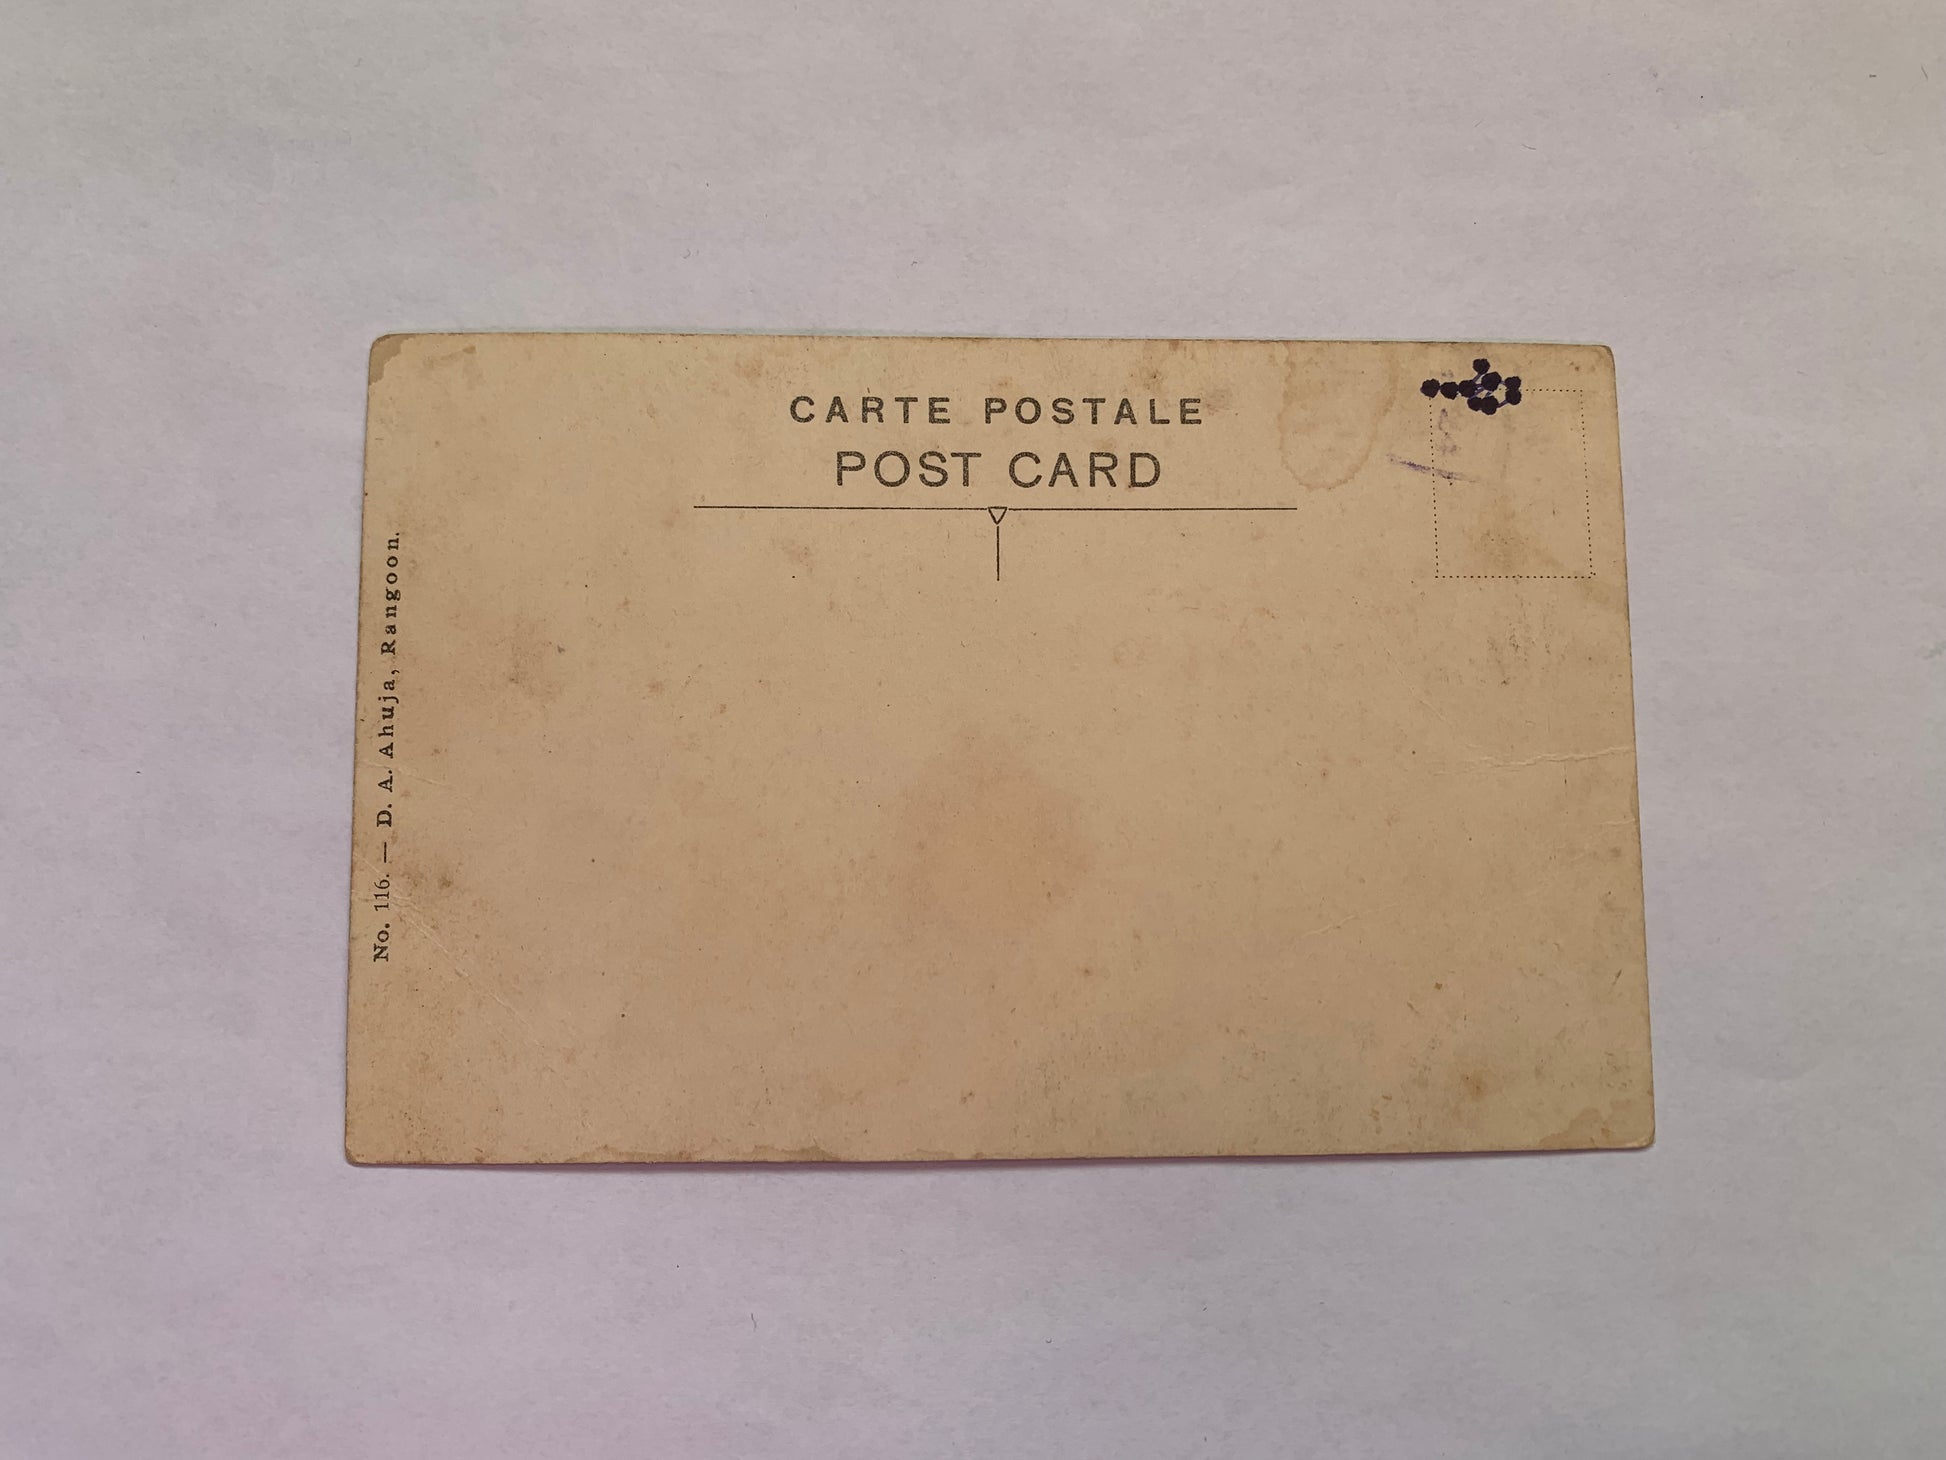 CARTE POSTALE
POST CARD
No. 116. — D. A. Ahuja, Rangoon.